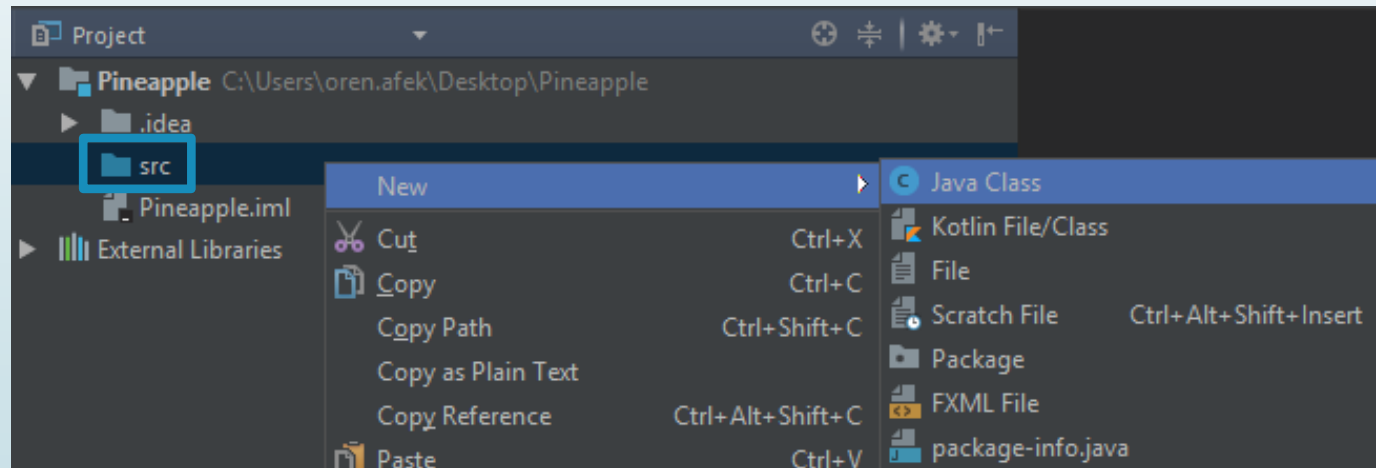 Project
Pineapple C:\Users\oren.afek\Desktop\Pineapple
.idea
src
Pineapple.iml
External Libraries
New
Cut Ctrl+X
Copy Ctrl+C
Copy Path Ctrl+Shift+C
Copy as Plain Text
Copy Reference Ctrl+Alt+Shift+C
Paste Ctrl+V
Java Class
Kotlin File/Class
File
Scratch File Ctrl+Alt+Shift+Insert
Package
FXML File
package-info.java